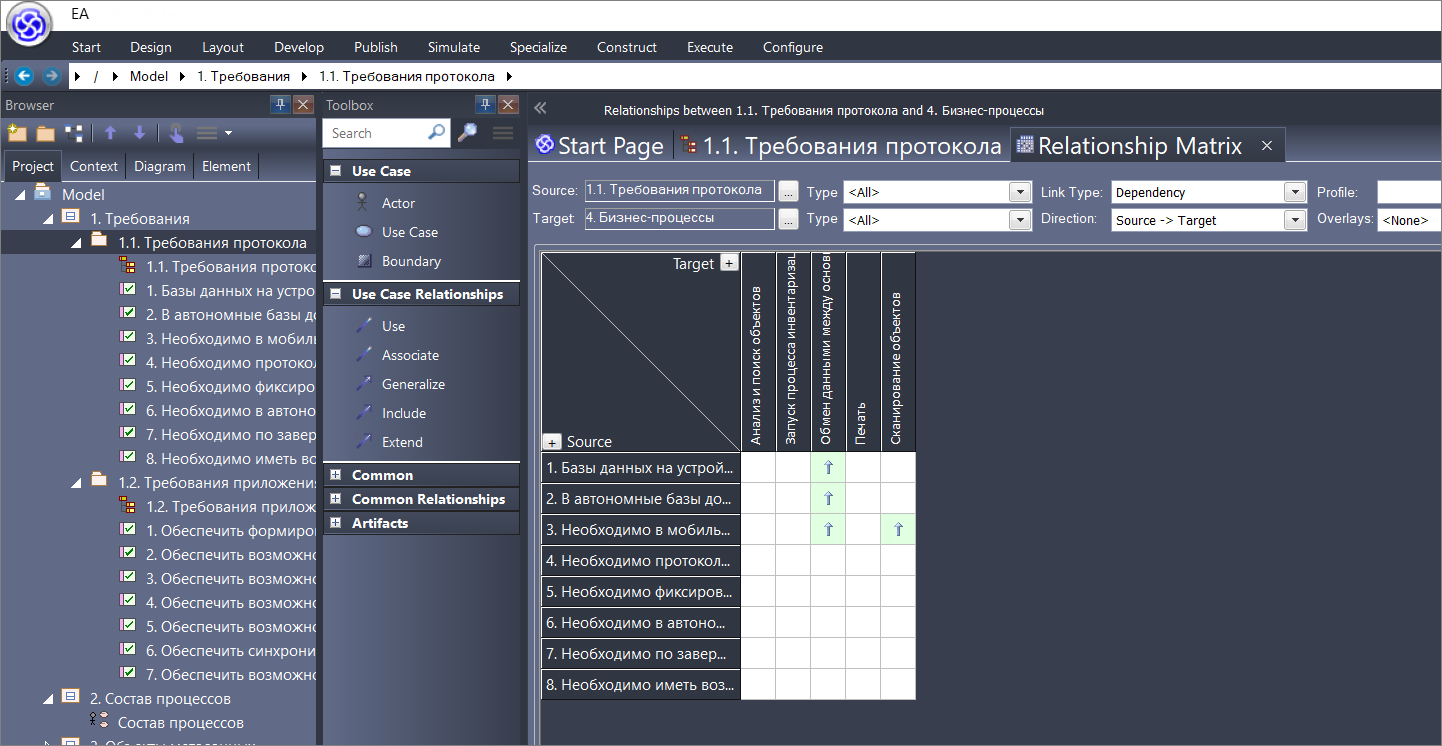 EA
Start Design Layout Develop Publish Simulate Specialize Construct Execute Configure
/ Model 1. Требования 1.1. Требования протокола
Browser
Project Context Diagram Element
Model
1. Требования
1.1. Требования протокола
1.1. Требования протокс
1. Базы данных на устро
2. В автономные базы до
3. Необходимо в мобиль
4. Необходимо протокол
5. Необходимо фиксиро
6. Необходимо в автоно
7. Необходимо по завер
8. Необходимо иметь во
1.2. Требования приложения
1.2. Требования прилож
1. Обеспечить формиров
2. Обеспечить возможно
3. Обеспечить возможно
4. Обеспечить возможно
5. Обеспечить возможно
6. Обеспечить синхрони
7. Обеспечить возможно
2. Состав процессов
Состав процессов
Toolbox
Search
Use Case
Actor
Use Case
Boundary
Use Case Relationships
Use
Associate
Generalize
Include
Extend
Common
Common Relationships
Artifacts
Relationships between 1.1. Требования протокола and 4. Бизнес-процессы
Start Page 1.1. Требования протокола Relationship Matrix
Source: 1.1. Требования протокола ... Type <All> Link Type: Dependency Profile:
Target: 4. Бизнес-процессы ... Type <All> Direction: Source -> Target Overlays: <None>
Target +
Анализ и поиск объектов
Запуск процесса инвентаризац
Обмен данными между основн
Печать
Сканирование объектов
+ Source
1. Базы данных на устрой...
2. В автономные базы до...
3. Необходимо в мобиль...
4. Необходимо протокол...
5. Необходимо фиксиров...
6. Необходимо в автоно...
7. Необходимо по завер...
8. Необходимо иметь воз...